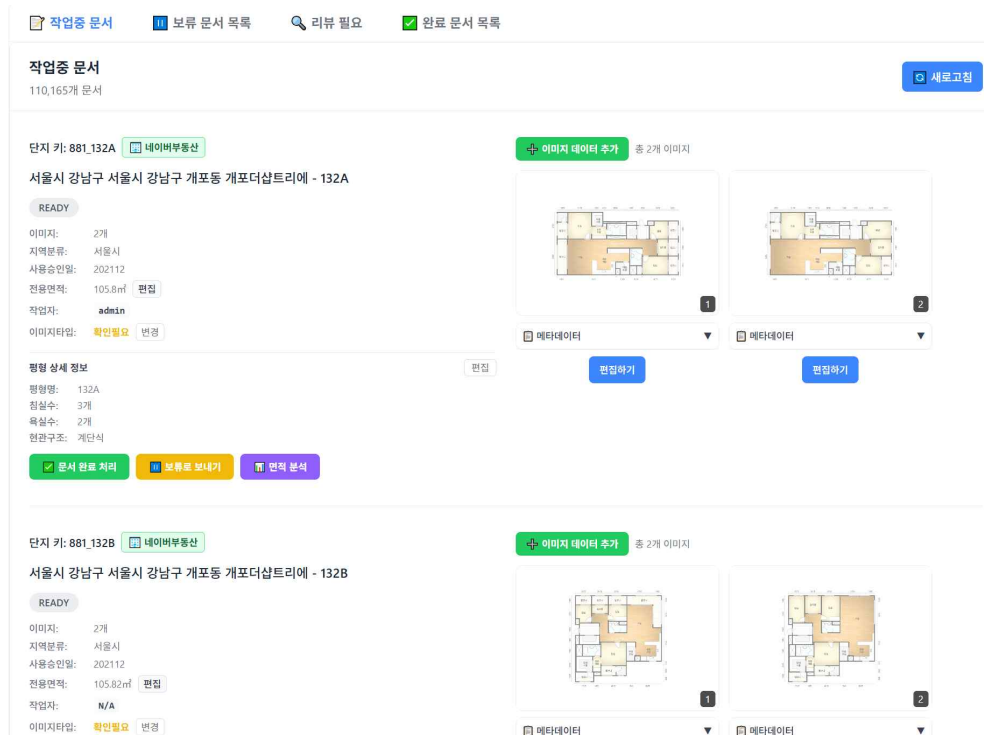 작업중 문서 보류 문서 목록 리뷰 필요 완료 문서 목록
작업중 문서
110,165개 문서
새로고침
단지 키: 881_132A 네이버부동산
서울시 강남구 서울시 강남구 개포동 개포더샵트리에 - 132A
READY
이미지: 2개
지역분류: 서울시
사용승인일: 202112
전용면적: 105.8㎡ 편집
작업자: admin
이미지타입: 확인필요 변경
평형 상세 정보 편집
평형명: 132A
침실수: 3개
욕실수: 2개
현관구조: 계단식
문서 완료 처리 보류로 보내기 면적 분석
이미지 데이터 추가 총 2개 이미지
1 2
메타데이터 ▼ 메타데이터 ▼
편집하기 편집하기
단지 키: 881_132B 네이버부동산
서울시 강남구 서울시 강남구 개포동 개포더샵트리에 - 132B
READY
이미지: 2개
지역분류: 서울시
사용승인일: 202112
전용면적: 105.82㎡ 편집
작업자: N/A
이미지타입: 확인필요 변경
이미지 데이터 추가 총 2개 이미지
1 2
메타데이터 ▼ 메타데이터 ▼